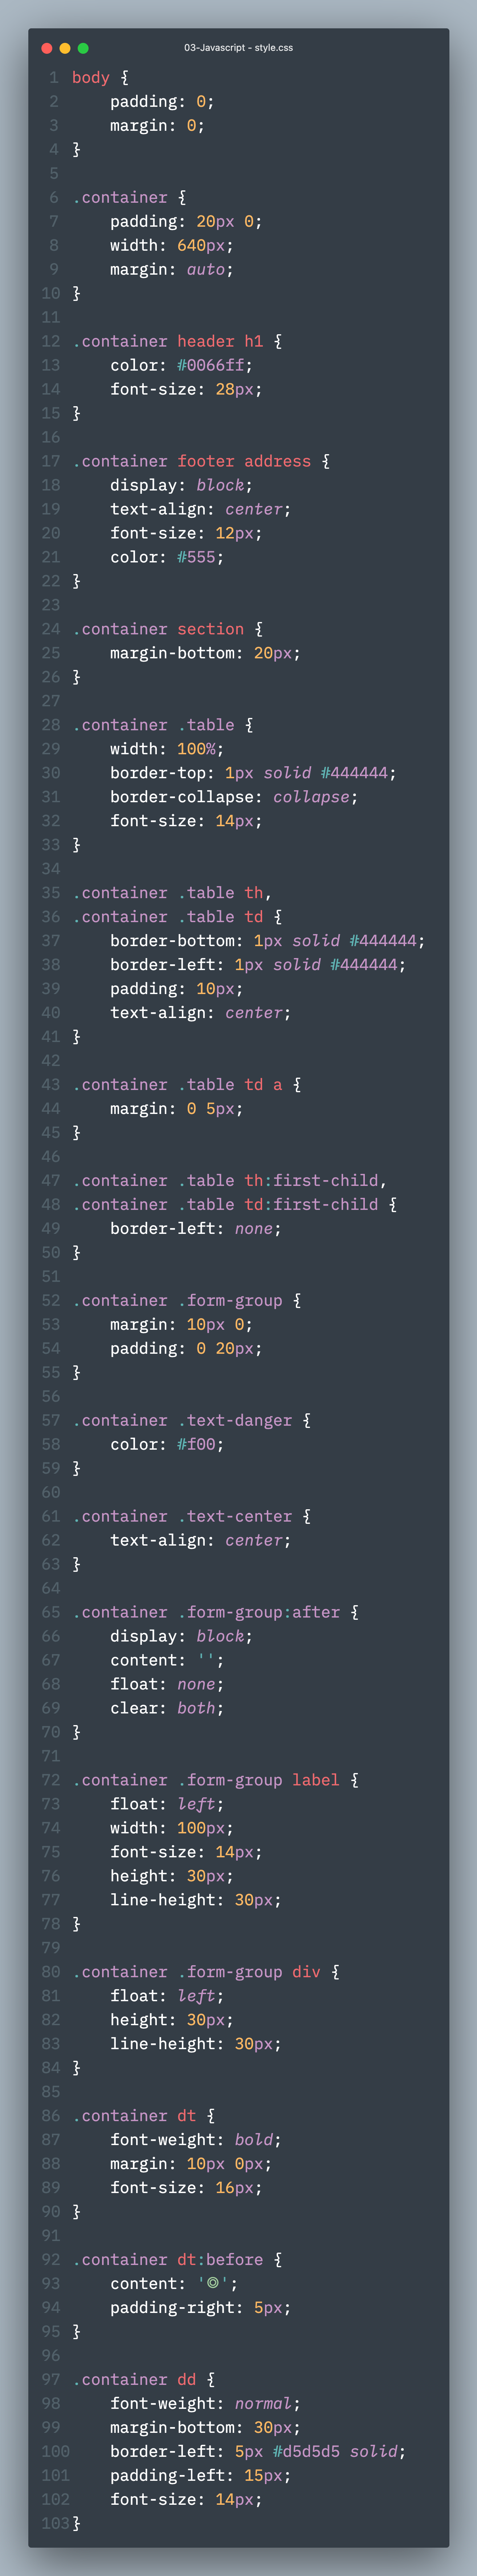 03-Javascript - style.css
1 body {
2     padding: 0;
3     margin: 0;
4 }
5
6 .container {
7     padding: 20px 0;
8     width: 640px;
9     margin: auto;
10 }
11
12 .container header h1 {
13     color: #0066ff;
14     font-size: 28px;
15 }
16
17 .container footer address {
18     display: block;
19     text-align: center;
20     font-size: 12px;
21     color: #555;
22 }
23
24 .container section {
25     margin-bottom: 20px;
26 }
27
28 .container .table {
29     width: 100%;
30     border-top: 1px solid #444444;
31     border-collapse: collapse;
32     font-size: 14px;
33 }
34
35 .container .table th,
36 .container .table td {
37     border-bottom: 1px solid #444444;
38     border-left: 1px solid #444444;
39     padding: 10px;
40     text-align: center;
41 }
42
43 .container .table td a {
44     margin: 0 5px;
45 }
46
47 .container .table th:first-child,
48 .container .table td:first-child {
49     border-left: none;
50 }
51
52 .container .form-group {
53     margin: 10px 0;
54     padding: 0 20px;
55 }
56
57 .container .text-danger {
58     color: #f00;
59 }
60
61 .container .text-center {
62     text-align: center;
63 }
64
65 .container .form-group:after {
66     display: block;
67     content: '';
68     float: none;
69     clear: both;
70 }
71
72 .container .form-group label {
73     float: left;
74     width: 100px;
75     font-size: 14px;
76     height: 30px;
77     line-height: 30px;
78 }
79
80 .container .form-group div {
81     float: left;
82     height: 30px;
83     line-height: 30px;
84 }
85
86 .container dt {
87     font-weight: bold;
88     margin: 10px 0px;
89     font-size: 16px;
90 }
91
92 .container dt:before {
93     content: '◎';
94     padding-right: 5px;
95 }
96
97 .container dd {
98     font-weight: normal;
99     margin-bottom: 30px;
100     border-left: 5px #d5d5d5 solid;
101     padding-left: 15px;
102     font-size: 14px;
103 }